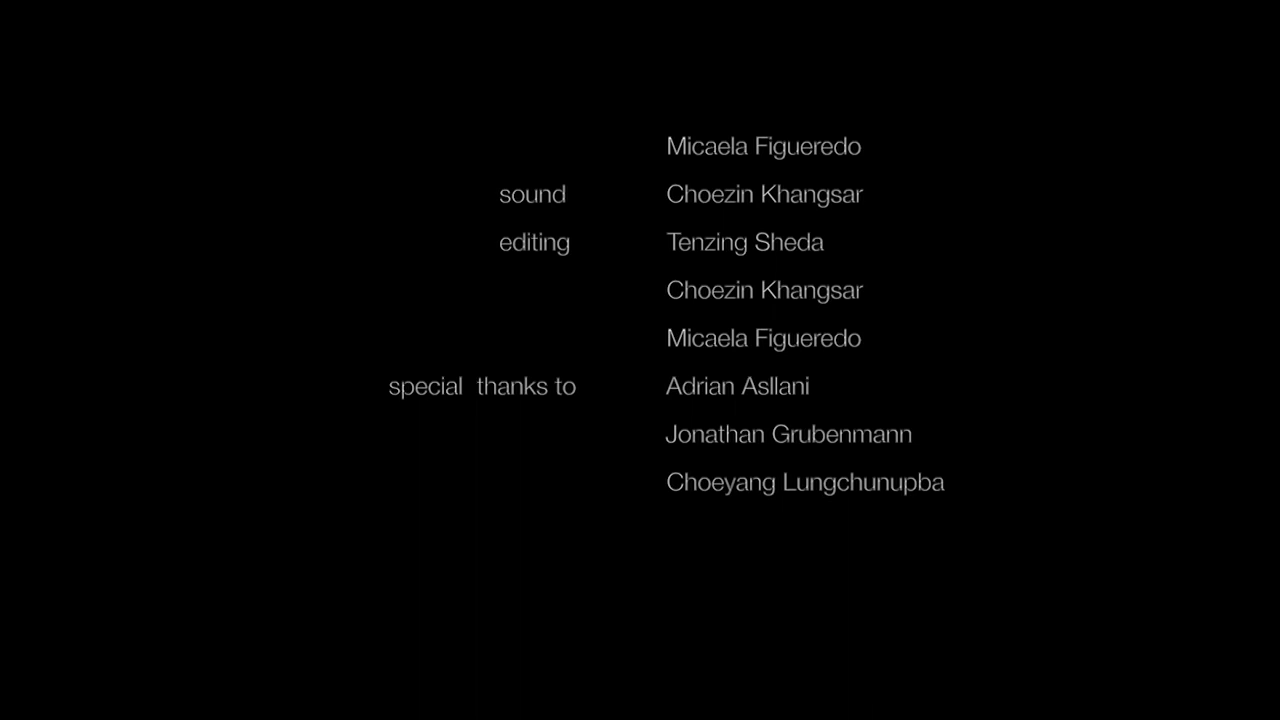 Micaela Figueredo
sound Choezin Khangsar
editing Tenzing Sheda
Choezin Khangsar
Micaela Figueredo
special thanks to Adrian Asllani
Jonathan Grubenmann
Choeyang Lungchunupba